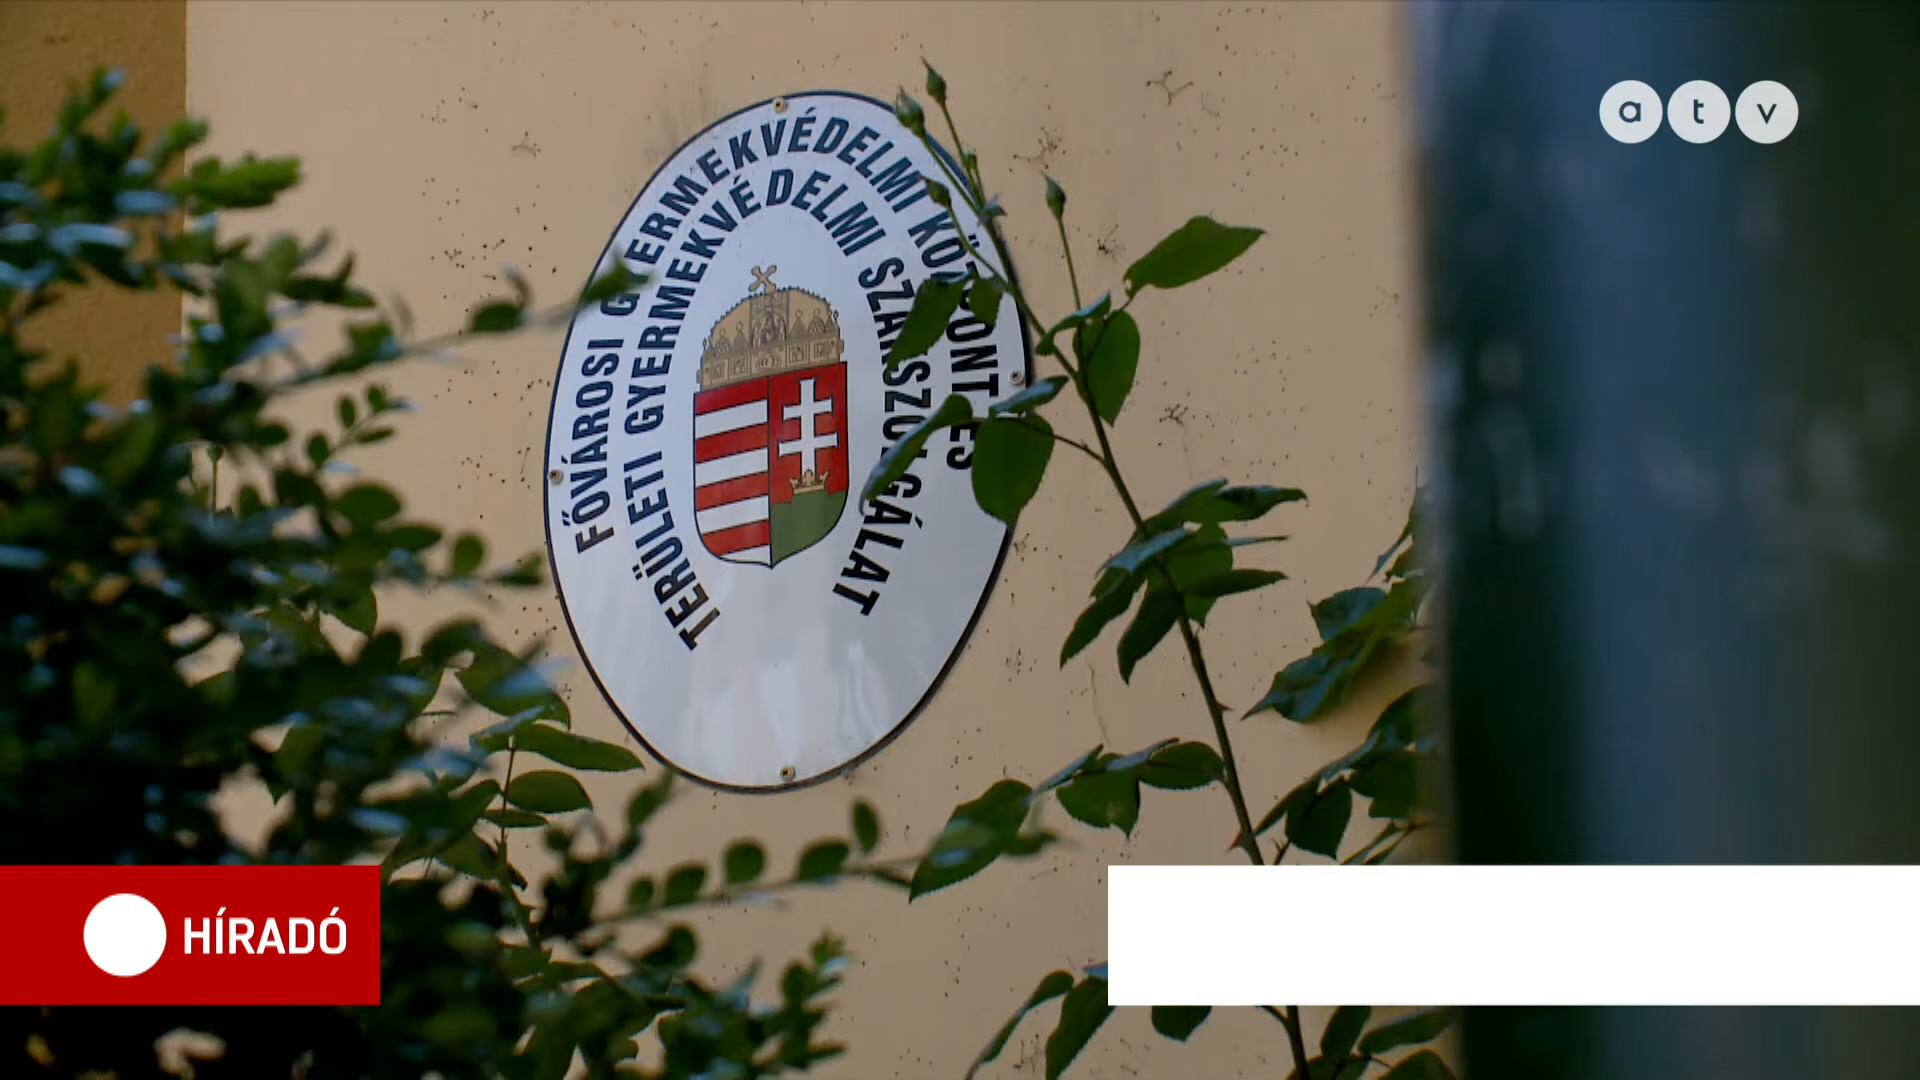 atv
FŐVÁROSI GYERMEKVÉDELMI KÖZPONT ÉS
TERÜLETI GYERMEKVÉDELMI SZAKSZOLGÁLAT
HÍRADÓ